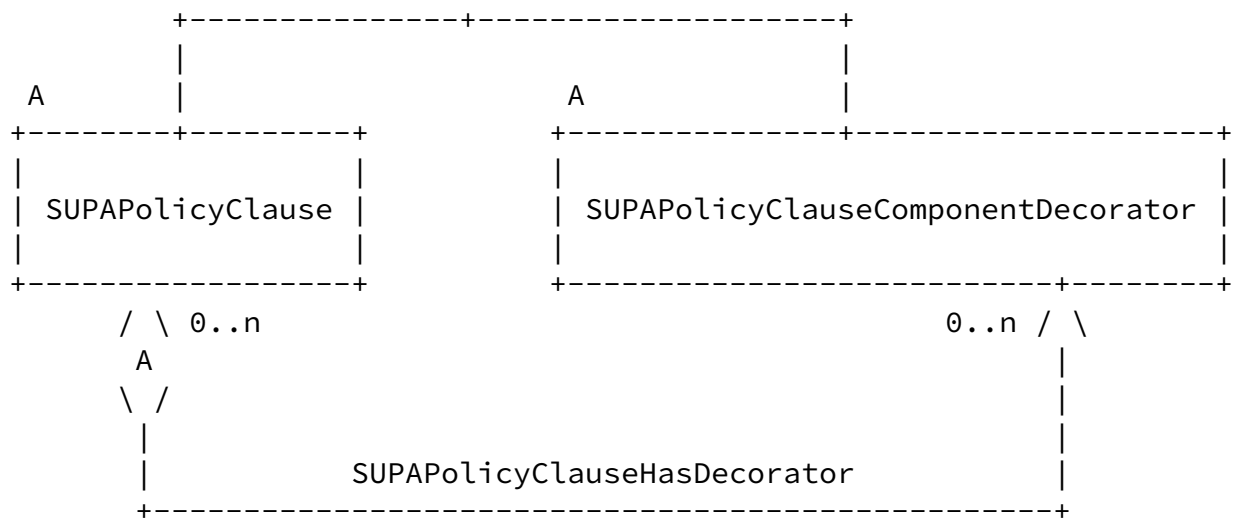 A A
SUPAPolicyClause SUPAPolicyClauseComponentDecorator
0..n 0..n
A
SUPAPolicyClauseHasDecorator